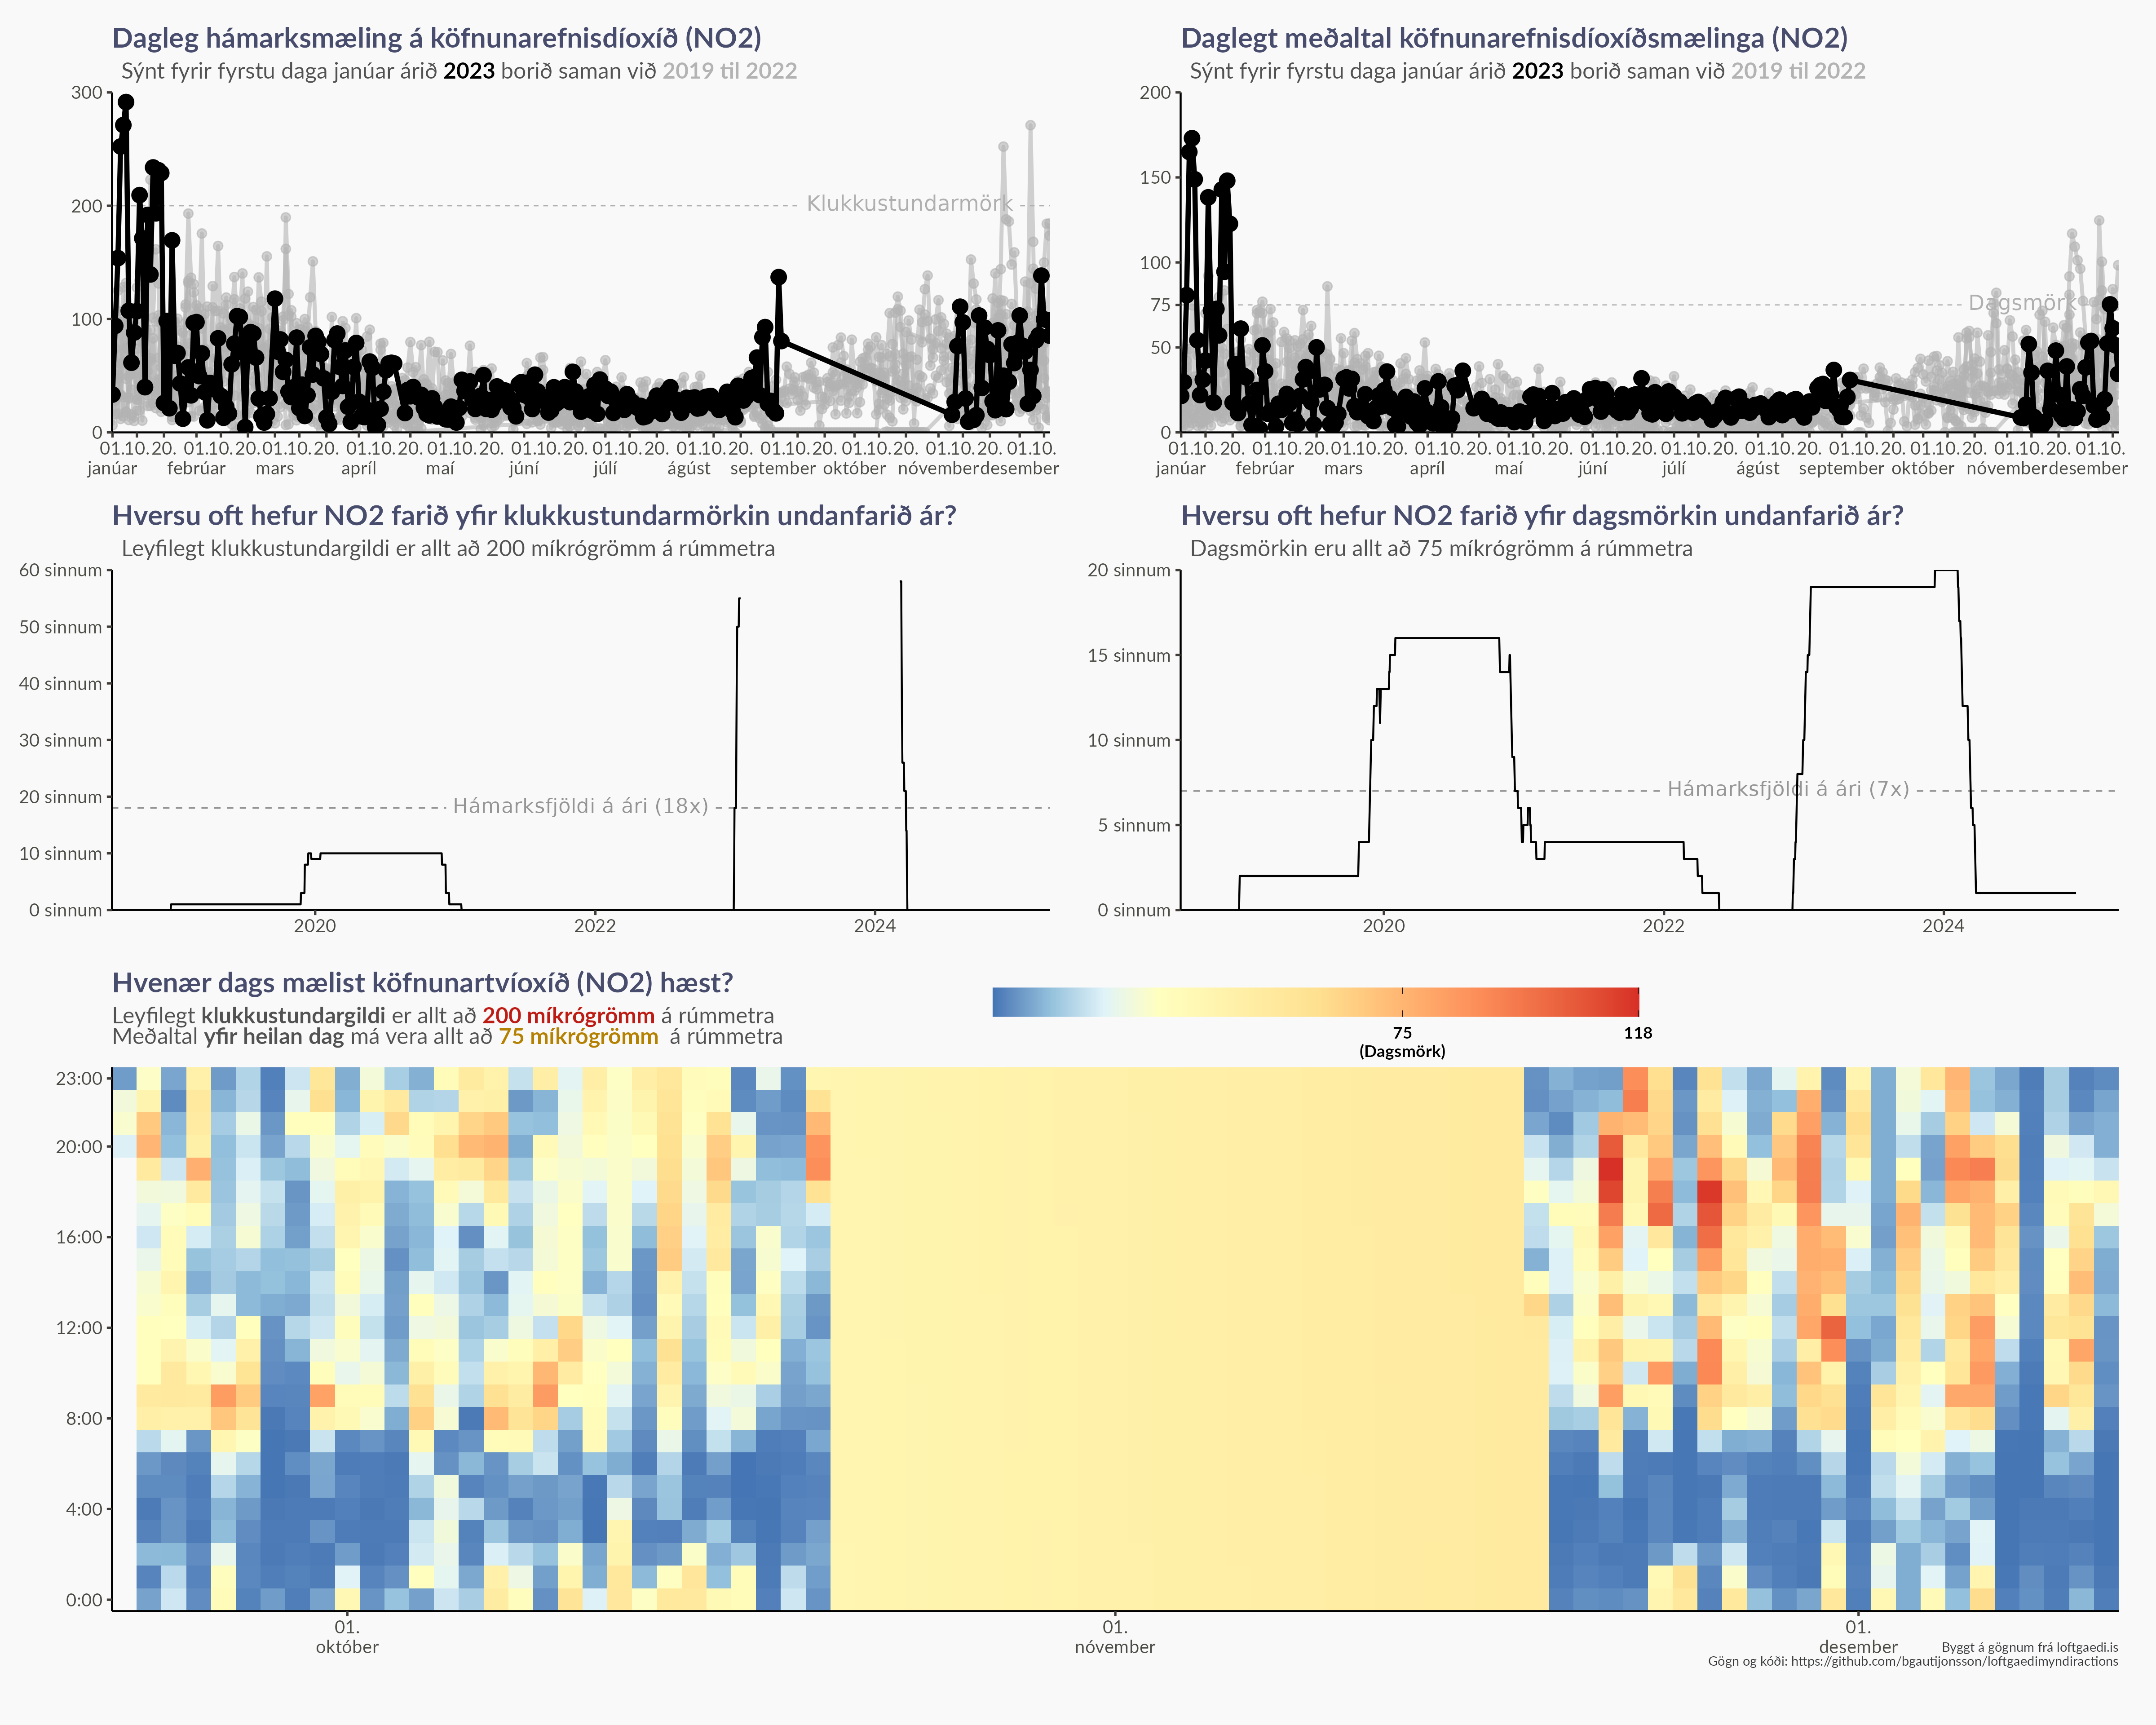 Dagleg hámarksmæling á köfnunarefnisdíoxíð (NO2)
Sýnt fyrir fyrstu daga janúar árið 2023 borið saman við 2019 til 2022
300
200
100
0
Klukkustundarmörk
01.10.20. 01.10.20. 01.10.20. 01.10.20. 01.10.20. 01.10.20. 01.10.20. 01.10.20. 01.10.20. 01.10.20. 01.10.20. 01.10.
janúar febrúar mars apríl maí júní júlí ágúst september október nóvember desember
Daglegt meðaltal köfnunarefnisdíoxíðsmælinga (NO2)
Sýnt fyrir fyrstu daga janúar árið 2023 borið saman við 2019 til 2022
200
150
100
75
50
0
Dagsmörk
01.10.20. 01.10.20. 01.10.20. 01.10.20. 01.10.20. 01.10.20. 01.10.20. 01.10.20. 01.10.20. 01.10.20. 01.10.20. 01.10.
janúar febrúar mars apríl maí júní júlí ágúst september október nóvember desember
Hversu oft hefur NO2 farið yfir klukkustundarmörkin undanfarið ár?
Leyfilegt klukkustundargildi er allt að 200 míkrógrömm á rúmmetra
60 sinnum
50 sinnum
40 sinnum
30 sinnum
20 sinnum
10 sinnum
0 sinnum
Hámarksfjöldi á ári (18x)
2020 2022 2024
Hversu oft hefur NO2 farið yfir dagsmörkin undanfarið ár?
Dagsmörkin eru allt að 75 míkrógrömm á rúmmetra
20 sinnum
15 sinnum
10 sinnum
5 sinnum
0 sinnum
Hámarksfjöldi á ári (7x)
2020 2022 2024
Hvenær dags mælist köfnunartvíoxíð (NO2) hæst?
Leyfilegt klukkustundargildi er allt að 200 míkrógrömm á rúmmetra
Meðaltal yfir heilan dag má vera allt að 75 míkrógrömm á rúmmetra
75 118
(Dagsmörk)
23:00
20:00
16:00
12:00
8:00
4:00
0:00
01. 01. 01.
október nóvember desember
Byggt á gögnum frá loftgaedi.is
Gögn og kóði: https://github.com/bgautijonsson/loftgaedimyndiractions